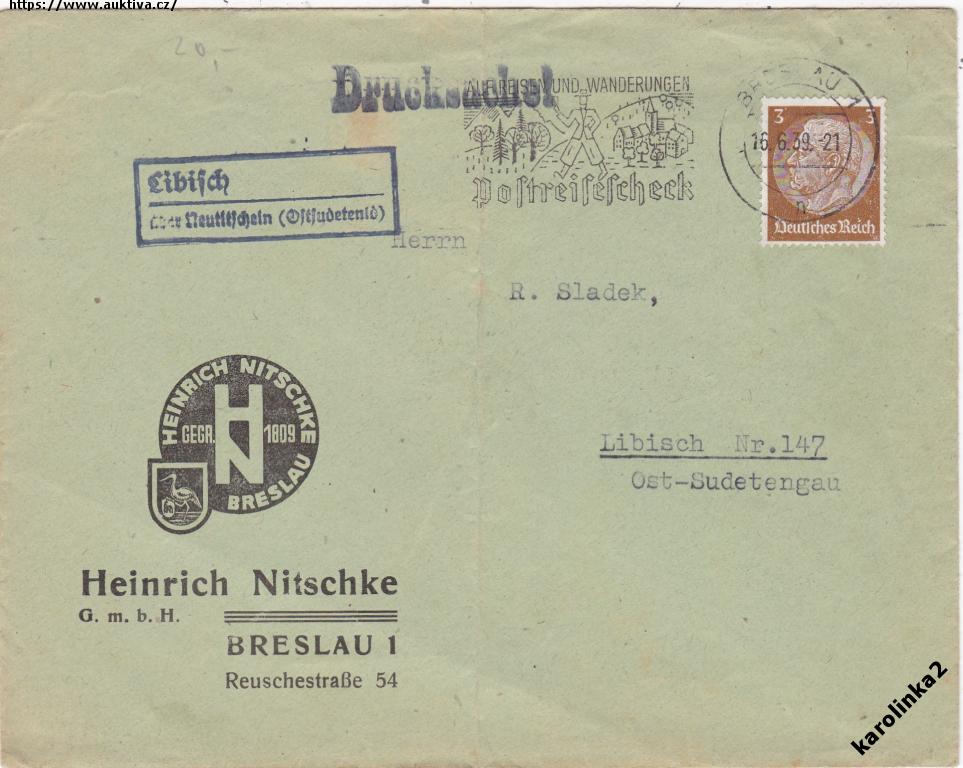 https://www.auktiva.cz/
20,-
Drucksache!
AUF REISEN UND WANDERUNGEN
Postreisescheck
BRESLAU 1
16.6.39.-21
n
3 3
Deutsches Reich
Libisch
über Neutitschein (Ostsudetenld)
Herrn
R. Sladek,
Libisch Nr.147
Ost-Sudetengau
HEINRICH NITSCHKE
GEGR. 1809
HN
BRESLAU
Heinrich Nitschke
G. m. b. H.
BRESLAU 1
Reuschestraße 54
karolinka2